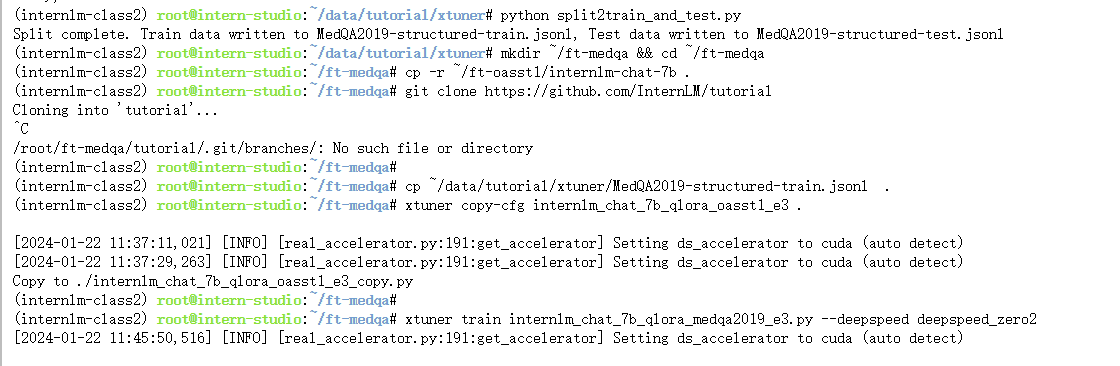 (internlm-class2) root@intern-studio:~/data/tutorial/xtuner# python split2train_and_test.py
Split complete. Train data written to MedQA2019-structured-train.jsonl, Test data written to MedQA2019-structured-test.jsonl
(internlm-class2) root@intern-studio:~/data/tutorial/xtuner# mkdir ~/ft-medqa && cd ~/ft-medqa
(internlm-class2) root@intern-studio:~/ft-medqa# cp -r ~/ft-oasst1/internlm-chat-7b .
(internlm-class2) root@intern-studio:~/ft-medqa# git clone https://github.com/InternLM/tutorial
Cloning into 'tutorial'...
^C
/root/ft-medqa/tutorial/.git/branches/: No such file or directory
(internlm-class2) root@intern-studio:~/ft-medqa#
(internlm-class2) root@intern-studio:~/ft-medqa# cp ~/data/tutorial/xtuner/MedQA2019-structured-train.jsonl  .
(internlm-class2) root@intern-studio:~/ft-medqa# xtuner copy-cfg internlm_chat_7b_qlora_oasst1_e3 .
[2024-01-22 11:37:11,021] [INFO] [real_accelerator.py:191:get_accelerator] Setting ds_accelerator to cuda (auto detect)
[2024-01-22 11:37:29,263] [INFO] [real_accelerator.py:191:get_accelerator] Setting ds_accelerator to cuda (auto detect)
Copy to ./internlm_chat_7b_qlora_oasst1_e3_copy.py
(internlm-class2) root@intern-studio:~/ft-medqa#
(internlm-class2) root@intern-studio:~/ft-medqa# xtuner train internlm_chat_7b_qlora_medqa2019_e3.py --deepspeed deepspeed_zero2
[2024-01-22 11:45:50,516] [INFO] [real_accelerator.py:191:get_accelerator] Setting ds_accelerator to cuda (auto detect)